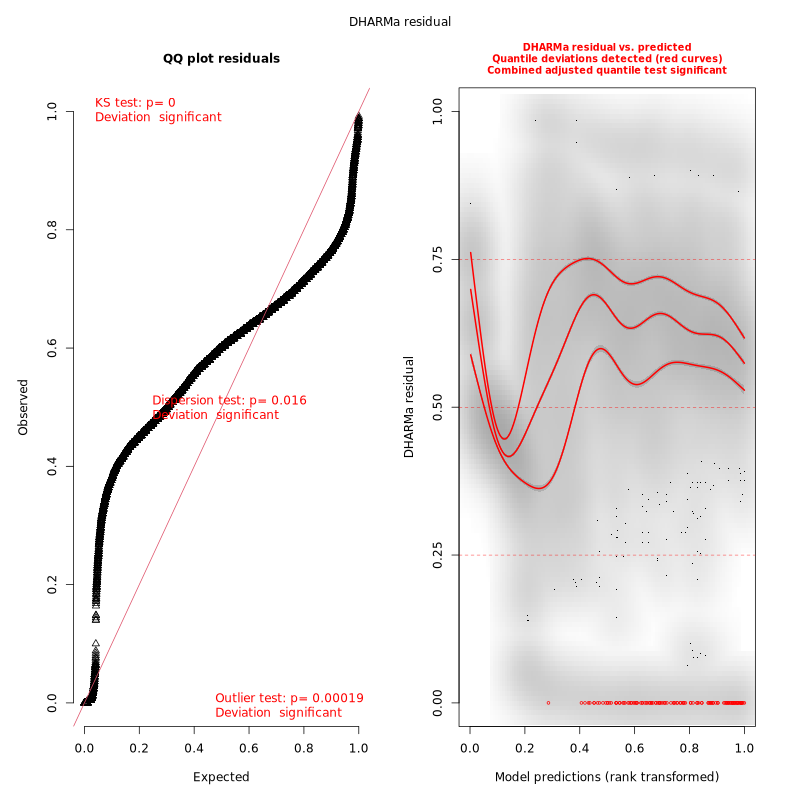 DHARMa residual
QQ plot residuals
KS test: p= 0
Deviation  significant
Dispersion test: p= 0.016
Deviation  significant
Outlier test: p= 0.00019
Deviation  significant
Observed
0.0
0.2
0.4
0.6
0.8
1.0
0.0
0.2
0.4
0.6
0.8
1.0
Expected
DHARMa residual vs. predicted
Quantile deviations detected (red curves)
Combined adjusted quantile test significant
DHARMa residual
0.00
0.25
0.50
0.75
1.00
0.0
0.2
0.4
0.6
0.8
1.0
Model predictions (rank transformed)